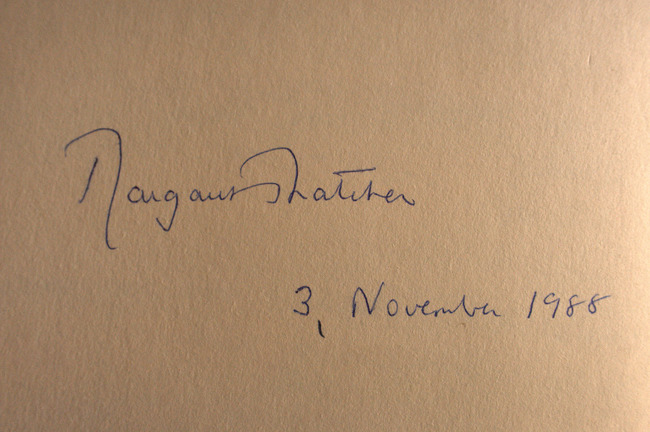 Margaret Thatcher
3, November 1988